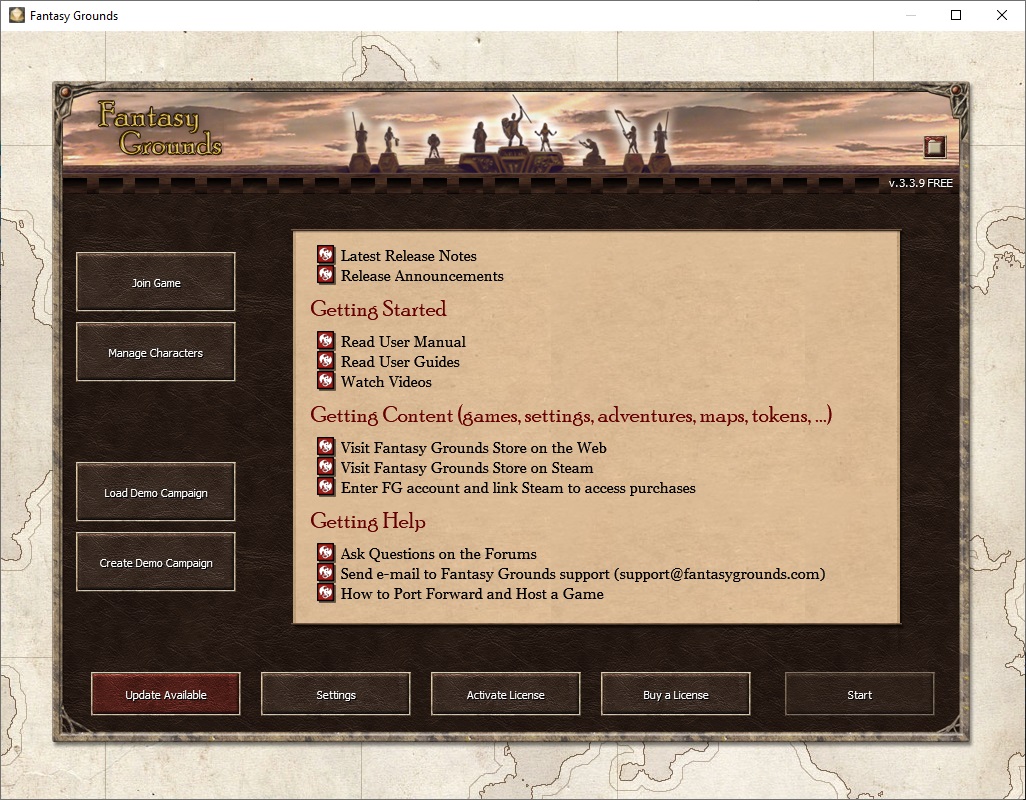 Fantasy Grounds
Fantasy
Grounds
v.3.3.9 FREE
Join Game
Manage Characters
Load Demo Campaign
Create Demo Campaign
Latest Release Notes
Release Announcements
Getting Started
Read User Manual
Read User Guides
Watch Videos
Getting Content (games, settings, adventures, maps, tokens, ...)
Visit Fantasy Grounds Store on the Web
Visit Fantasy Grounds Store on Steam
Enter FG account and link Steam to access purchases
Getting Help
Ask Questions on the Forums
Send e-mail to Fantasy Grounds support (support@fantasygrounds.com)
How to Port Forward and Host a Game
Update Available
Settings
Activate License
Buy a License
Start